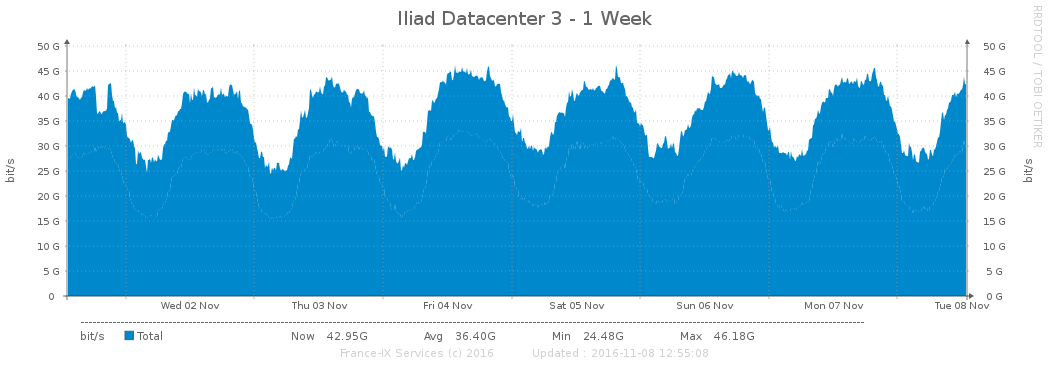 Iliad Datacenter 3 - 1 Week
RRDTOOL / TOBI OETIKER
50 G 50 G
45 G 45 G
40 G 40 G
35 G 35 G
30 G 30 G
25 G 25 G
20 G 20 G
15 G 15 G
10 G 10 G
5 G 5 G
0 0 G
bit/s bit/s
Wed 02 Nov Thu 03 Nov Fri 04 Nov Sat 05 Nov Sun 06 Nov Mon 07 Nov Tue 08 Nov
bit/s Total Now 42.95G Avg 36.40G Min 24.48G Max 46.18G
France-IX Services (c) 2016 Updated : 2016-11-08 12:55:08